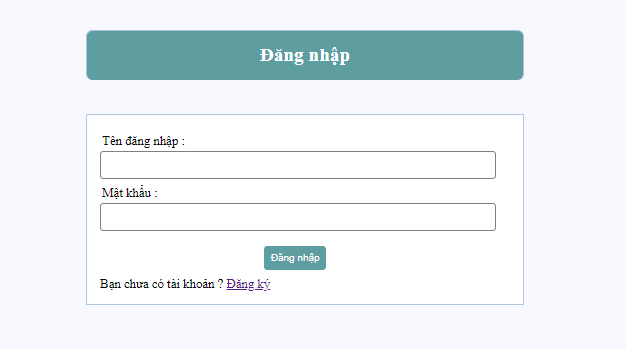 Đăng nhập
Tên đăng nhập :
Mật khẩu :
Đăng nhập
Bạn chưa có tài khoản ? Đăng ký